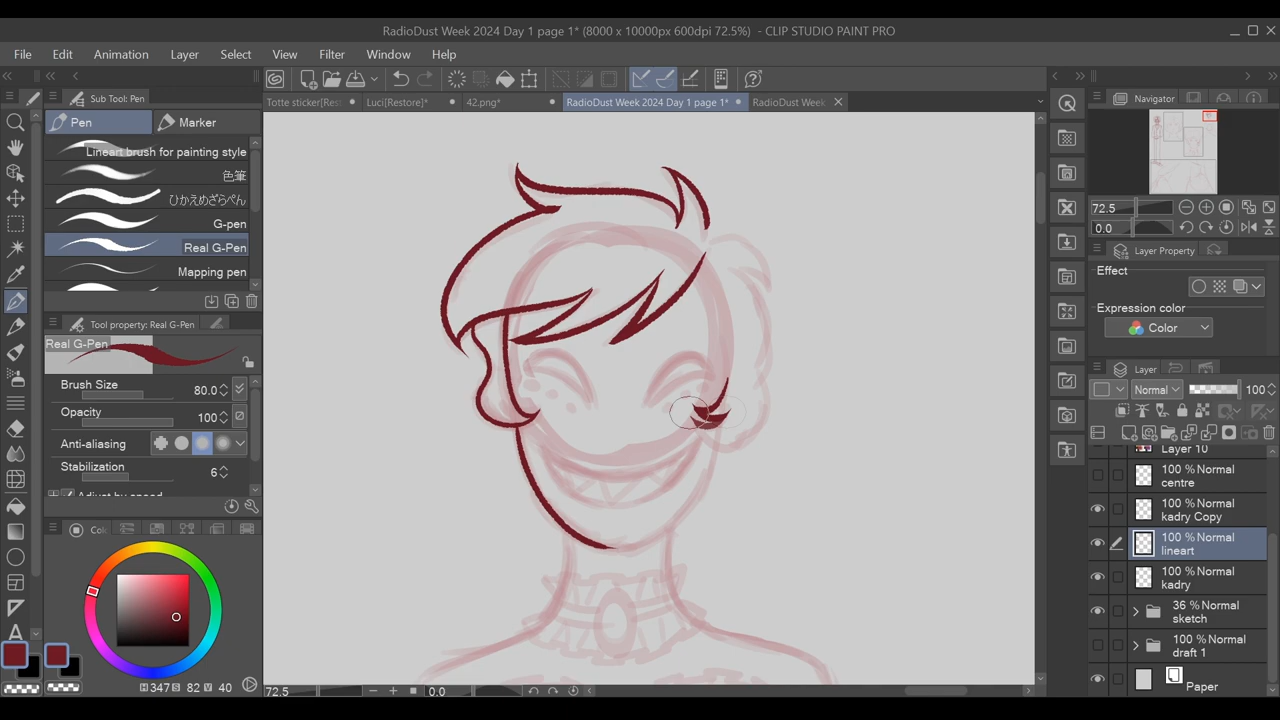 RadioDust Week 2024 Day 1 page 1* (8000 x 10000px 600dpi 72.5%) - CLIP STUDIO PAINT PRO
File Edit Animation Layer Select View Filter Window Help
Sub Tool: Pen
Totte sticker[Res
Luci[Restore]*
42.png*
RadioDust Week 2024 Day 1 page 1*
RadioDust Week
Navigator
Pen
Marker
Lineart brush for painting style
色筆
ひかえめざらぺん
G-pen
Real G-Pen
Mapping pen
Tool property: Real G-Pen
Real G-Pen
Brush Size 80.0
Opacity 100
Anti-aliasing
Stabilization 6
Adjust by speed
Colo
H 347 S 82 V 40
72.5
0.0
72.5
0.0
Layer Property
Effect
Expression color
Color
Layer
Normal 100
Layer 10
100 % Normal
centre
100 % Normal
kadry Copy
100 % Normal
lineart
100 % Normal
kadry
36 % Normal
sketch
100 % Normal
draft 1
Paper